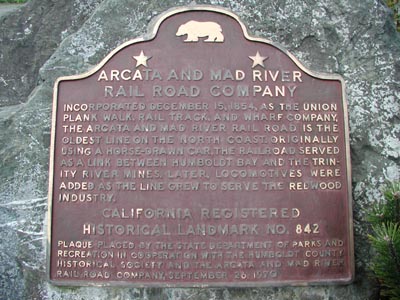 ARCATA AND MAD RIVER
RAIL ROAD COMPANY
INCORPORATED DECEMBER 15, 1854, AS THE UNION
PLANK WALK, RAIL TRACK, AND WHARF COMPANY,
THE ARCATA AND MAD RIVER RAIL ROAD IS THE
OLDEST LINE ON THE NORTH COAST. ORIGINALLY
USING A HORSE-DRAWN CAR, THE RAILROAD SERVED
AS A LINK BETWEEN HUMBOLDT BAY AND THE TRIN-
ITY RIVER MINES. LATER, LOCOMOTIVES WERE
ADDED AS THE LINE GREW TO SERVE THE REDWOOD
INDUSTRY.
CALIFORNIA REGISTERED
HISTORICAL LANDMARK NO. 842
PLAQUE PLACED BY THE STATE DEPARTMENT OF PARKS AND
RECREATION IN COOPERATION WITH THE HUMBOLDT COUNTY
HISTORICAL SOCIETY AND THE ARCATA AND MAD RIVER
RAIL ROAD COMPANY, SEPTEMBER 26, 1970.